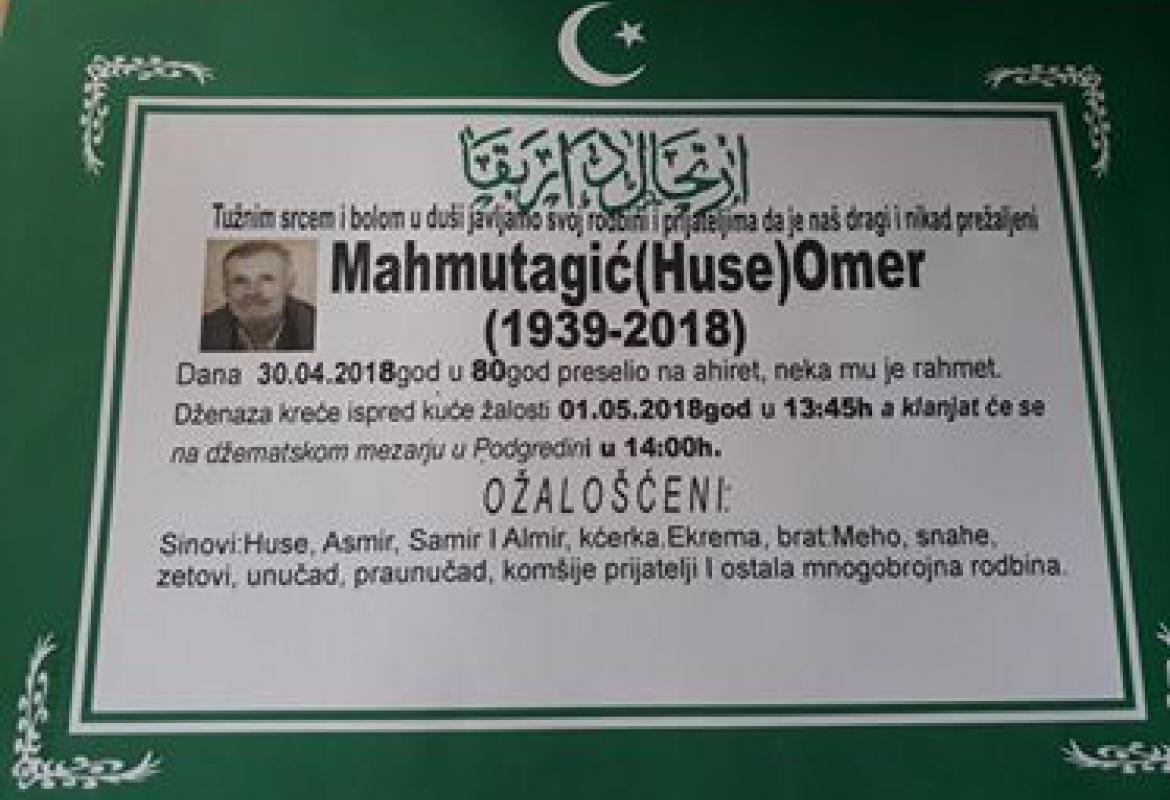 ارتحال دار بقا
Tužnim srcem i bolom u duši javljamo svoj rodbini i prijateljima da je naš dragi i nikad prežaljeni
Mahmutagić(Huse)Omer
(1939-2018)
Dana 30.04.2018god u 80god preselio na ahiret, neka mu je rahmet.
Dženaza kreće ispred kuće žalosti 01.05.2018god u 13:45h a klanjat će se
na džematskom mezarju u Podgredini u 14:00h.
OŽALOŠĆENI:
Sinovi:Huse, Asmir, Samir I Almir, kćerka.Ekrema, brat:Meho, snahe,
zetovi, unučad, praunučad, komšije prijatelji I ostala mnogobrojna rodbina.